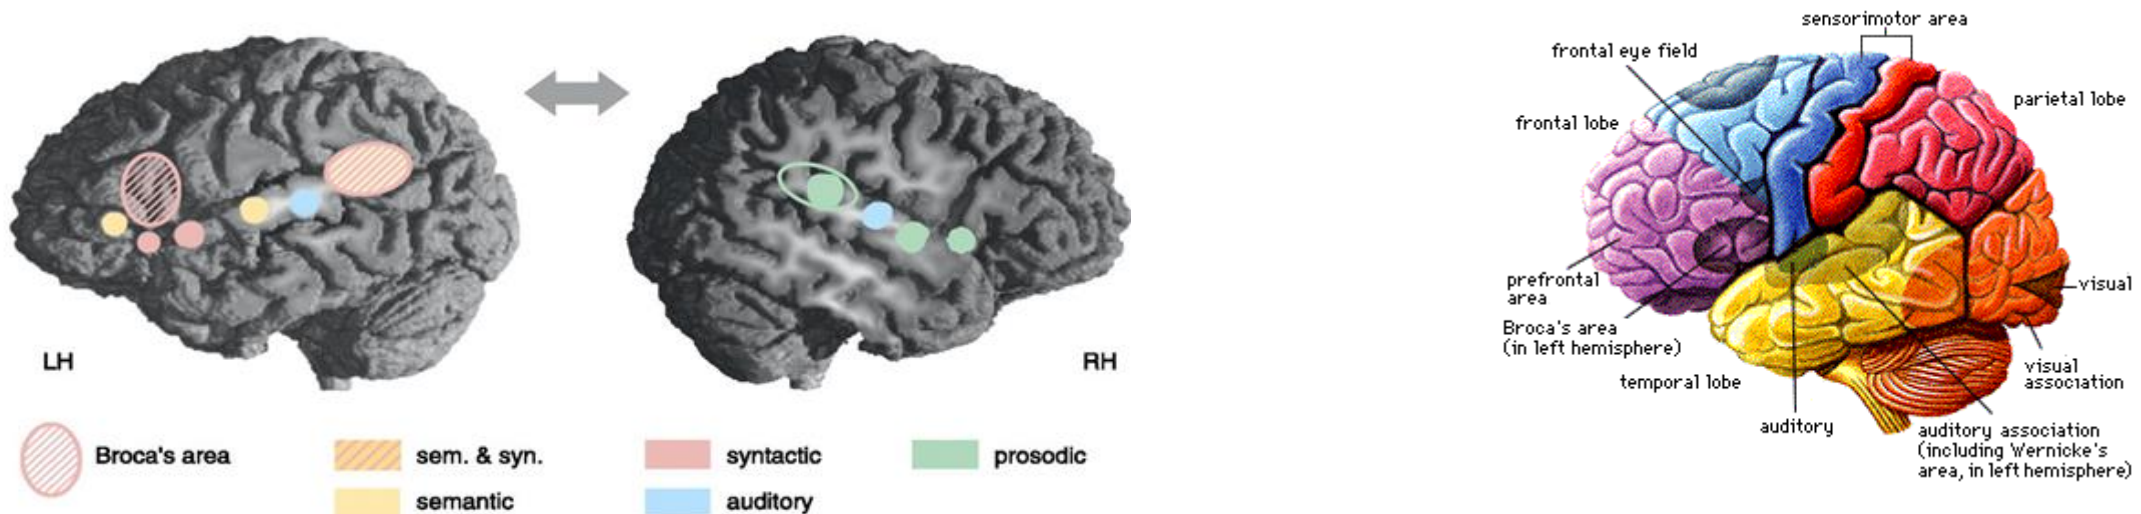 LH
RH
Broca's area
sem. & syn.
semantic
syntactic
auditory
prosodic
sensorimotor area
frontal eye field
parietal lobe
frontal lobe
prefrontal
area
visual
Broca's area
(in left hemisphere)
visual
association
temporal lobe
auditory
auditory association
(including Wernicke's
area, in left hemisphere)